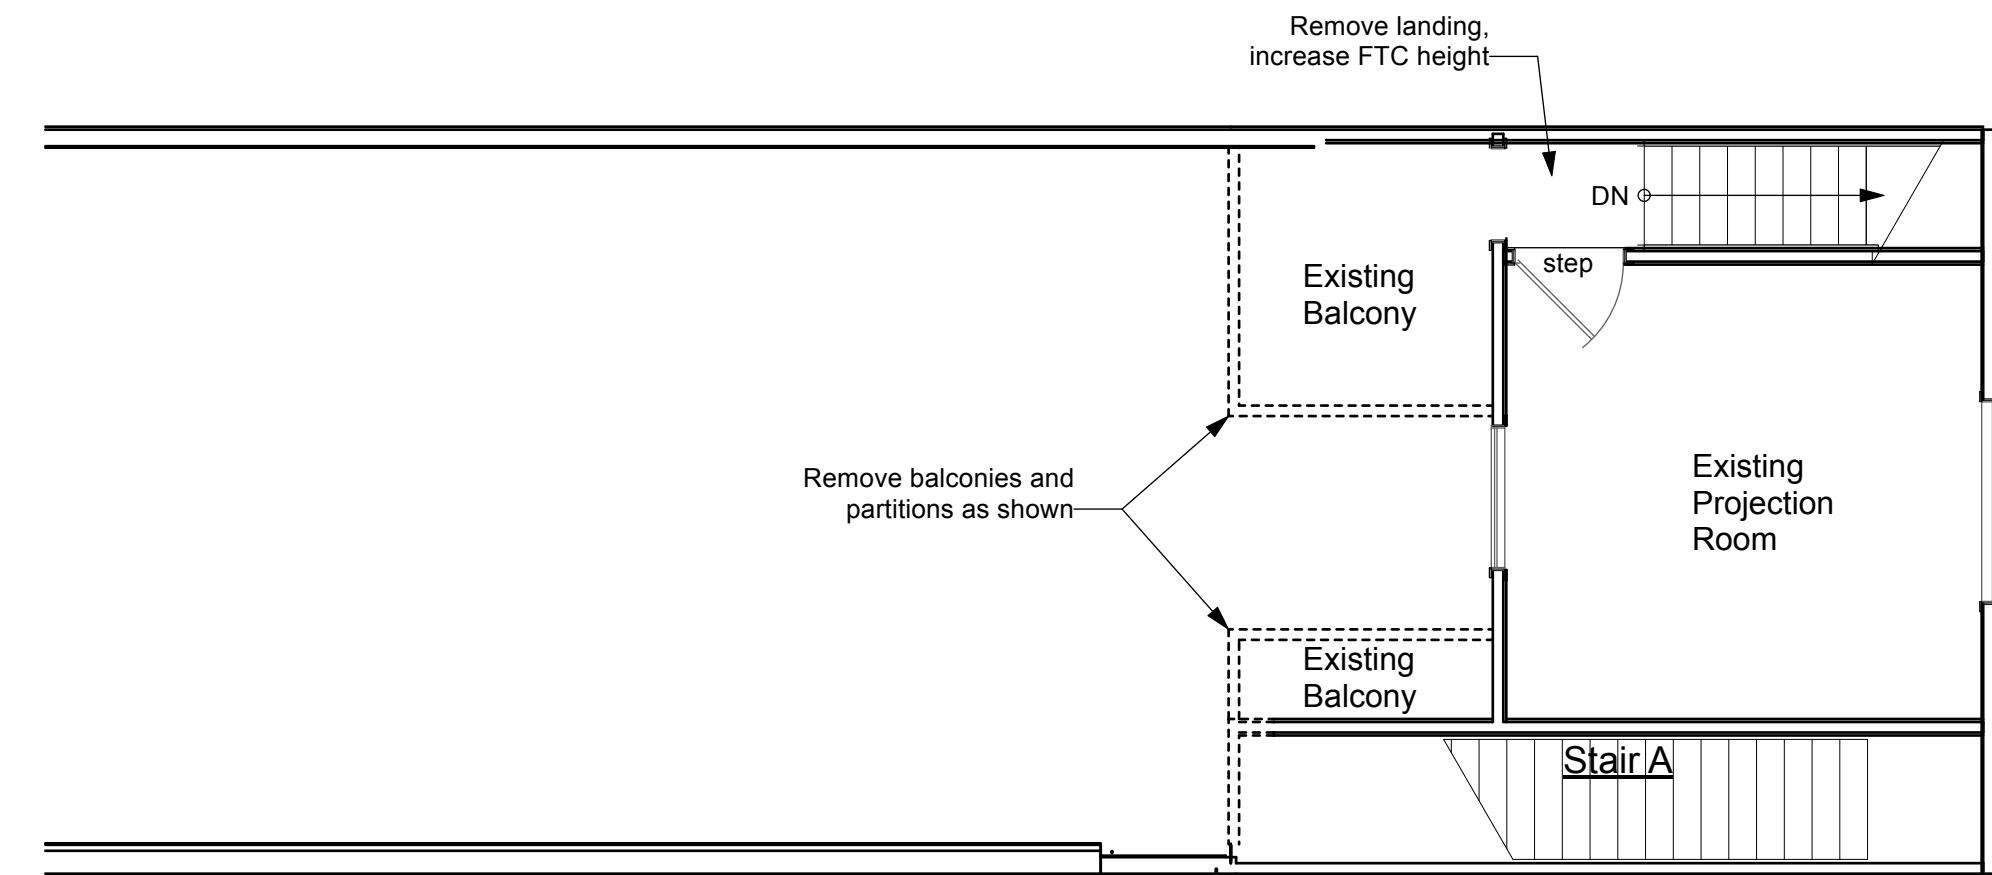 Remove landing,
increase FTC height
DN
step
Existing
Balcony
Remove balconies and
partitions as shown
Existing
Projection
Room
Existing
Balcony
Stair A